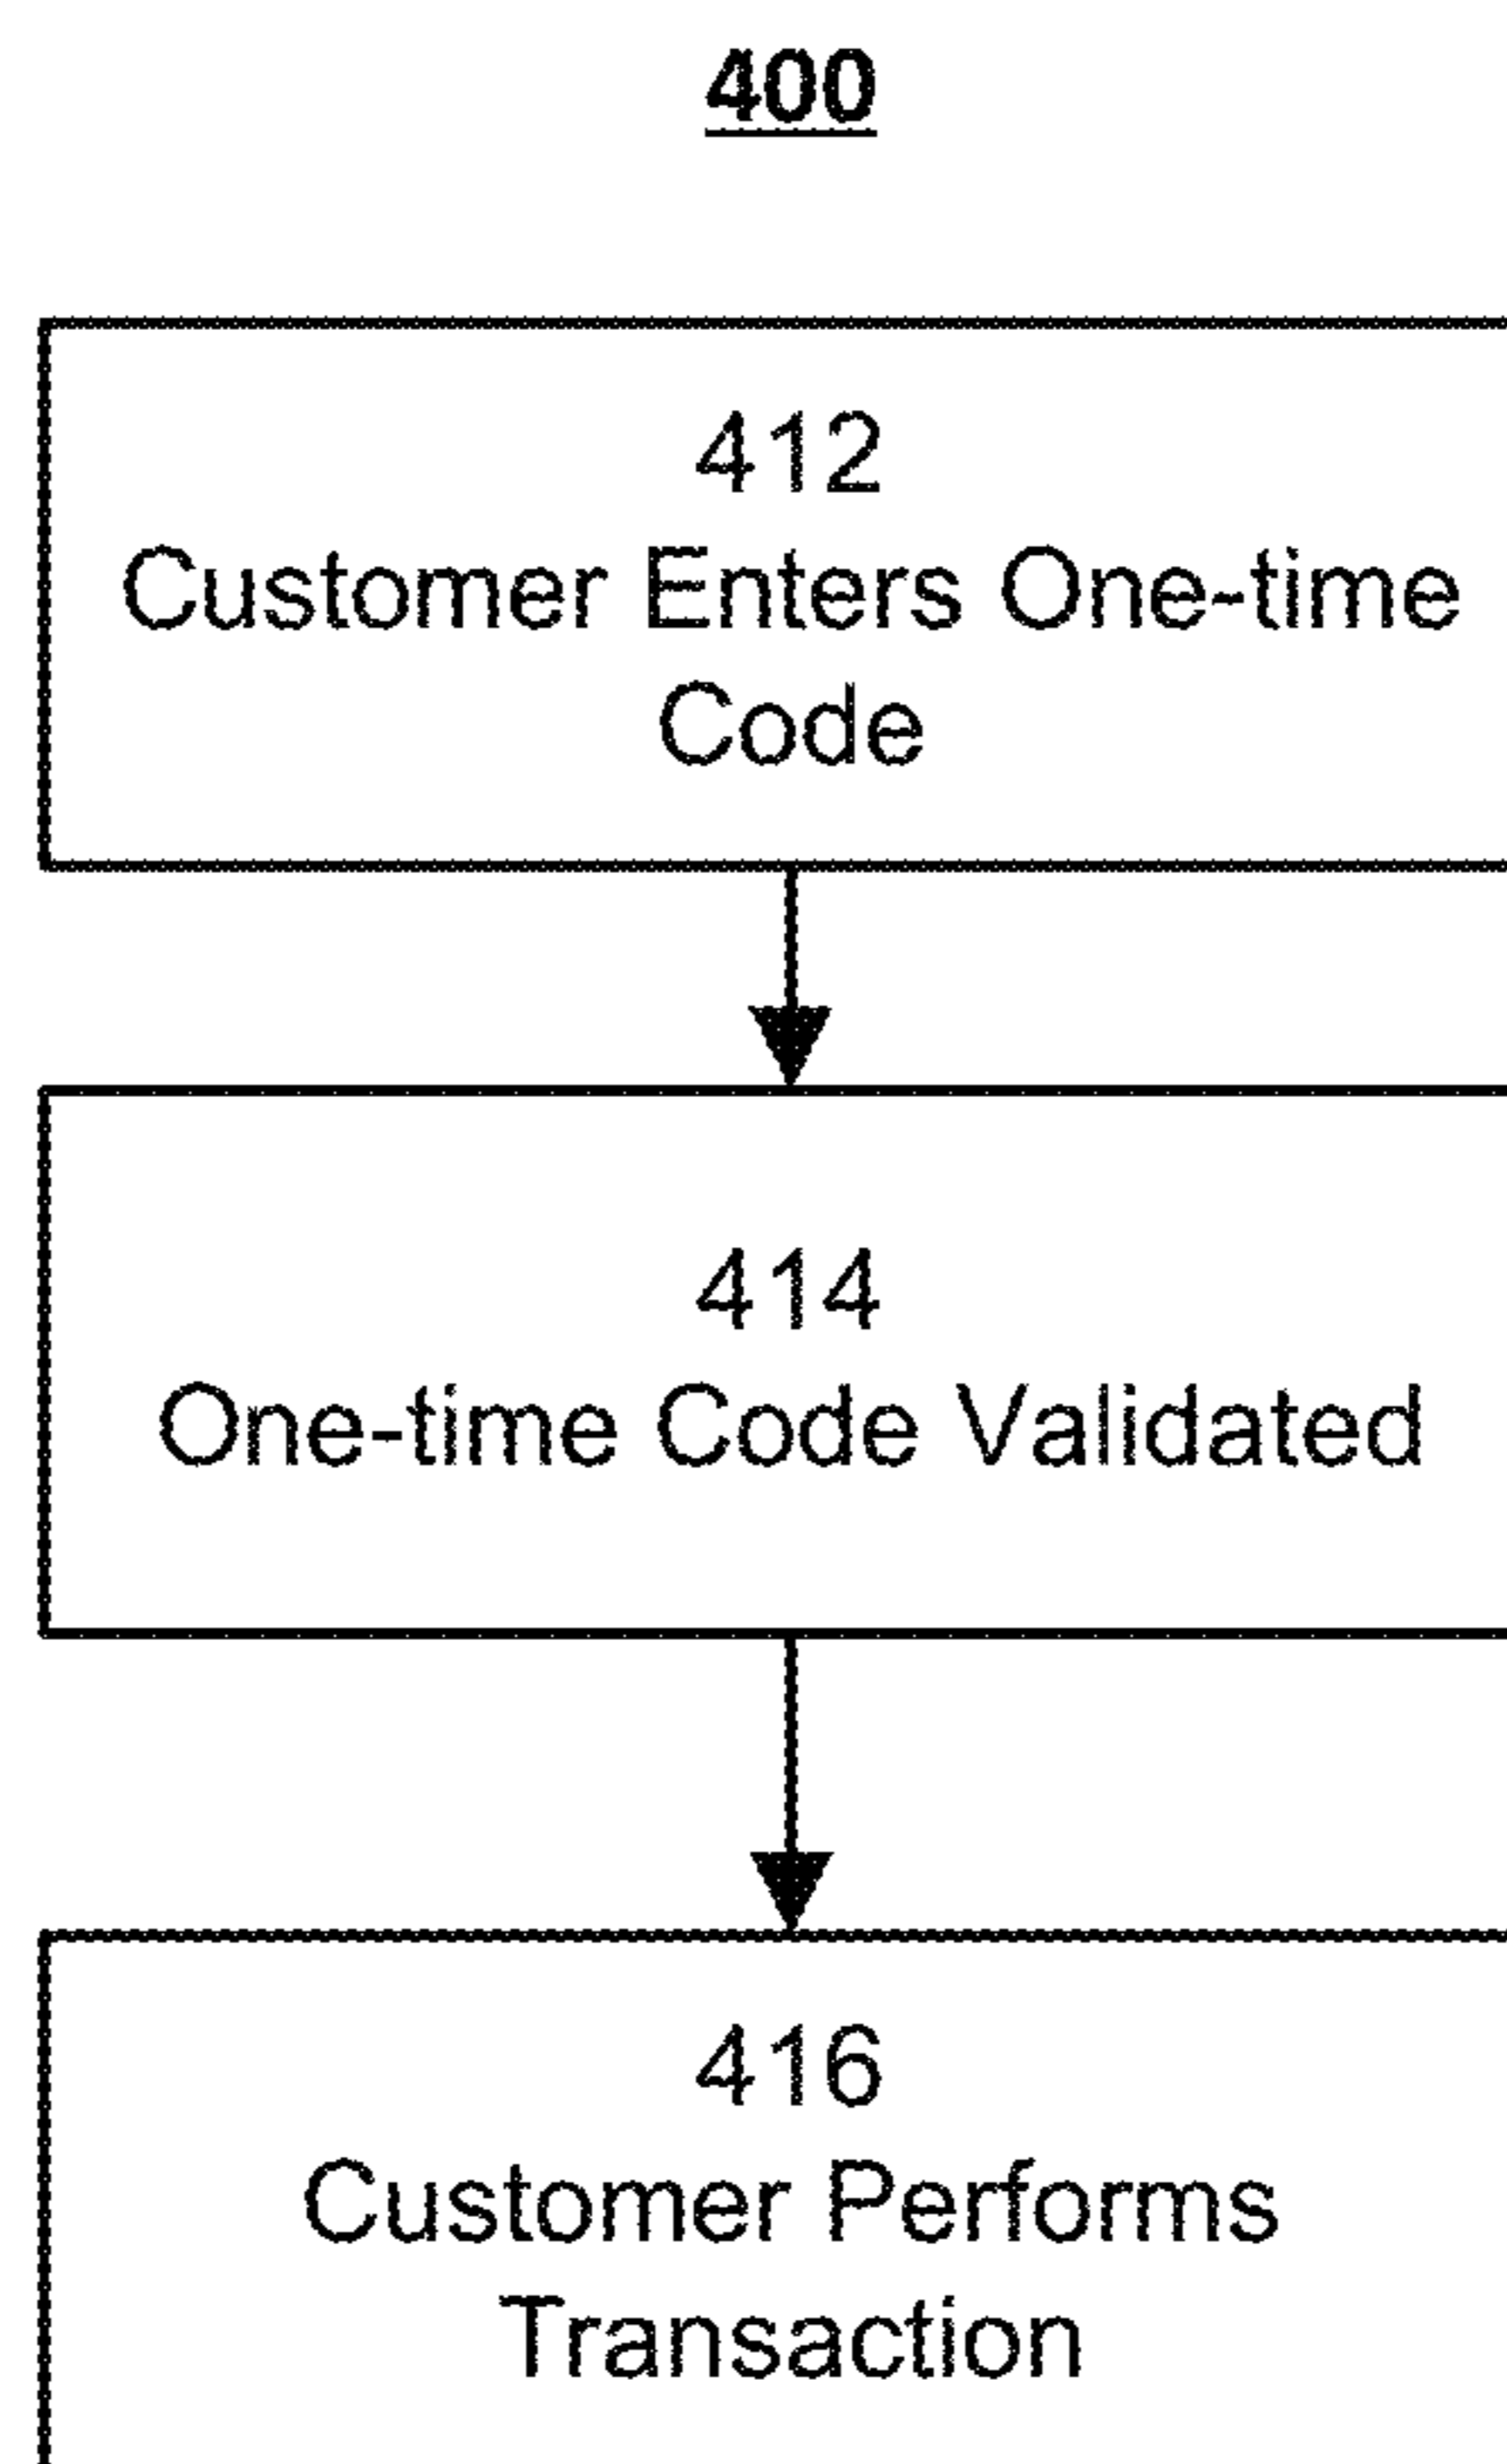 400
412
Customer Enters One-time
Code
414
One-time Code Validated
416
Customer Performs
Transaction